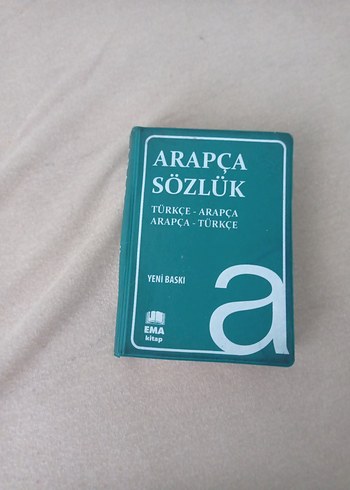 ARAPÇA
SÖZLÜK
TÜRKÇE - ARAPÇA
ARAPÇA - TÜRKÇE
YENİ BASKI
a
EMA
kitap